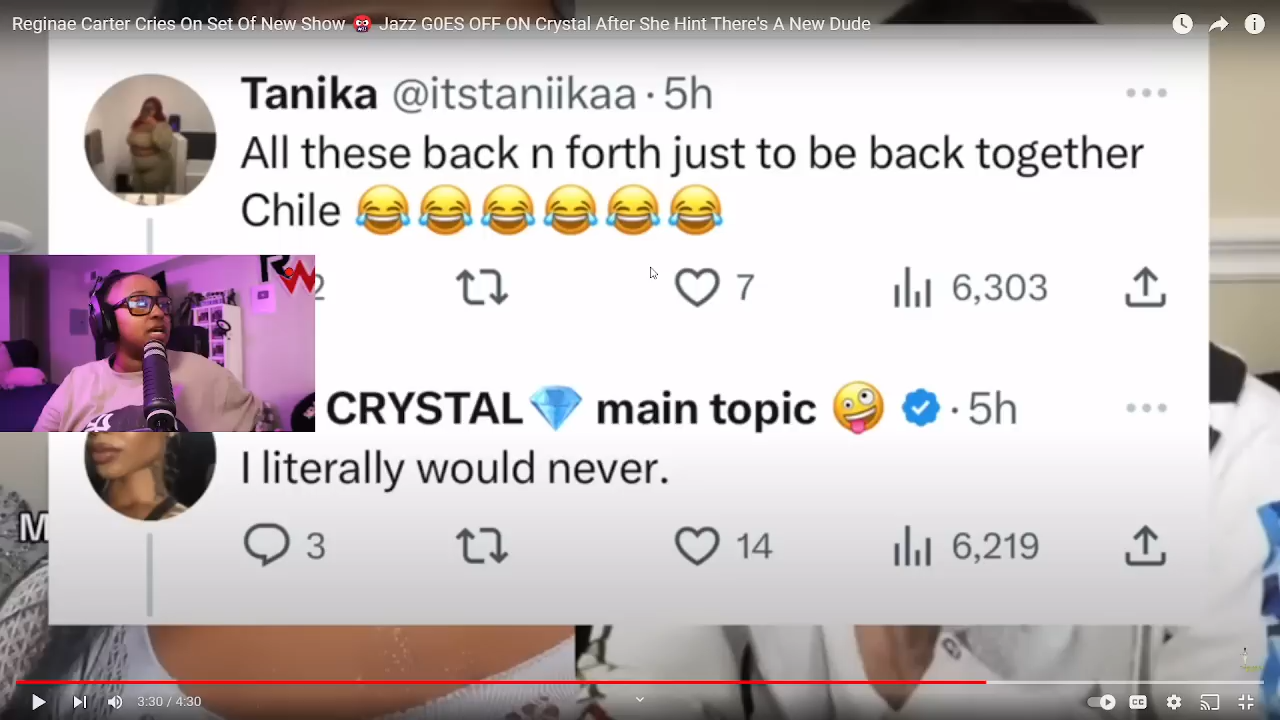 Reginae Carter Cries On Set Of New Show 👹 Jazz G0ES OFF ON Crystal After She Hint There's A New Dude
Tanika @itstaniikaa · 5h
All these back n forth just to be back together
Chile 😂😂😂😂😂😂
2 7 6,303
RW
CRYSTAL💎 main topic 🤪 · 5h
I literally would never.
M
3 14 6,219
3:30 / 4:30
CC